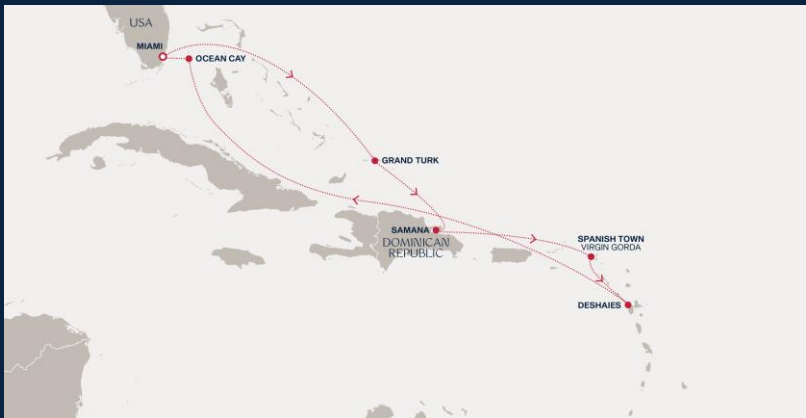 USA
MIAMI
OCEAN CAY
GRAND TURK
SAMANA
DOMINICAN
REPUBLIC
SPANISH TOWN
VIRGIN GORDA
DESHAIES